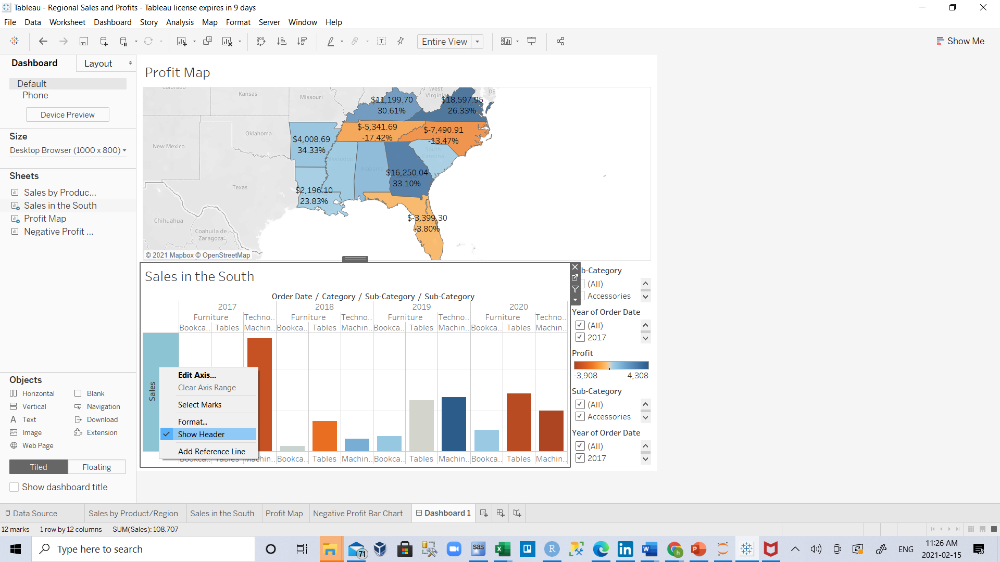 Tableau - Regional Sales and Profits - Tableau license expires in 9 days
File Data Worksheet Dashboard Story Analysis Map Format Server Window Help
Entire View
Show Me
Dashboard
Layout
Default
Phone
Device Preview
Size
Desktop Browser (1000 x 800)
Sheets
Sales by Produc...
Sales in the South
Profit Map
Negative Profit ...
Objects
Horizontal
Blank
Vertical
Navigation
Text
Download
Image
Extension
Web Page
Tiled
Floating
Show dashboard title
Profit Map
Colorado
Kansas
Missouri
West
Virginia
DE
New Mexico
Oklahoma
Texas
Mississippi
Alabama
South
Carolina
Chihuahua
Coahuila de
Zaragoza
$11,199.70
30.61%
$18,597.95
26.33%
$-5,341.69
-17.42%
$-7,490.91
-13.47%
$4,008.69
34.33%
$16,250.04
33.10%
$2,196.10
23.83%
$-3,399.30
-3.80%
© 2021 Mapbox © OpenStreetMap
Sales in the South
Order Date / Category / Sub-Category / Sub-Category
2017 2018 2019 2020
Furniture Techno.. Furniture Techno.. Furniture Techno.. Furniture Techno..
Bookca.. Tables Machin.. Bookca.. Tables Machin.. Bookca.. Tables Machin.. Bookca.. Tables Machin..
Sales
Edit Axis...
Clear Axis Range
Select Marks
Format...
Show Header
Add Reference Line
Bookca.. Tables Machin.. Bookca.. Tables Machin.. Bookca.. Tables Machin.. Bookca.. Tables Machin..
b-Category
(All)
Accessories
Year of Order Date
(All)
2017
Profit
-3,908 4,308
Sub-Category
(All)
Accessories
Year of Order Date
(All)
2017
Data Source
Sales by Product/Region
Sales in the South
Profit Map
Negative Profit Bar Chart
Dashboard 1
12 marks 1 row by 12 columns SUM(Sales): 108,707
Type here to search
71
sas
ENG
11:26 AM
2021-02-15